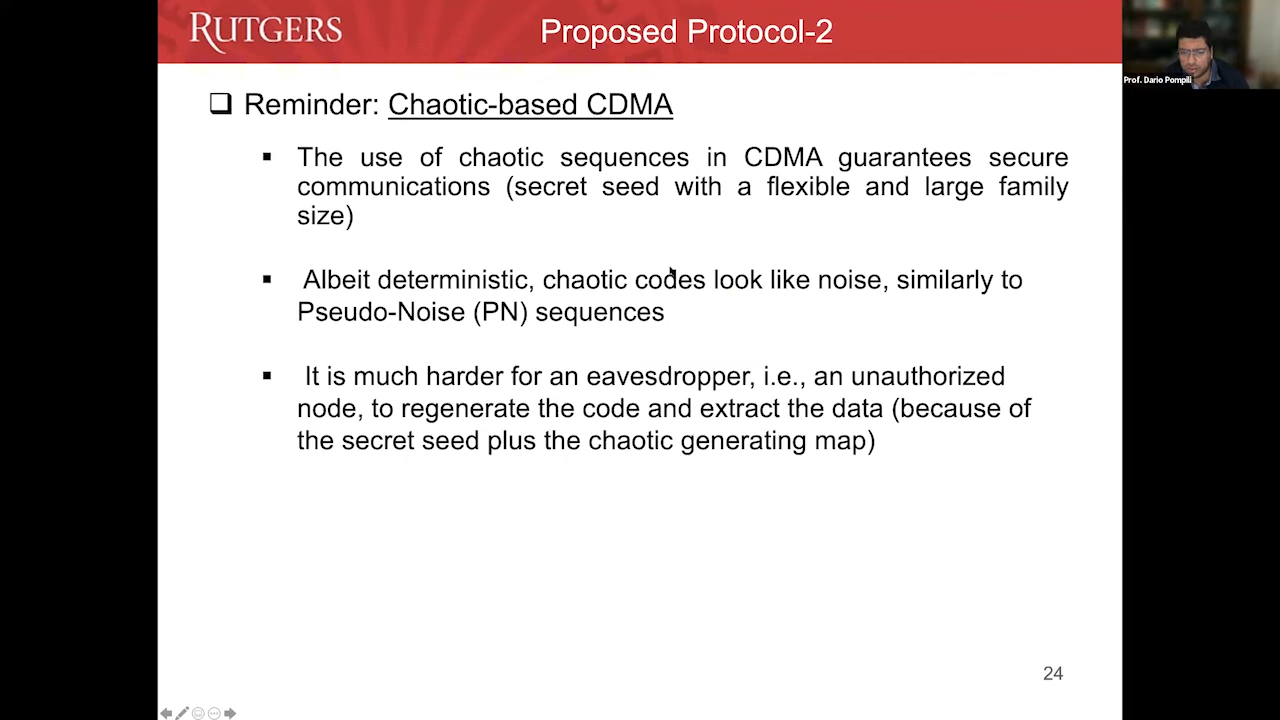 RUTGERS
Proposed Protocol-2
Prof. Dario Pompili
Reminder: Chaotic-based CDMA
The use of chaotic sequences in CDMA guarantees secure
communications (secret seed with a flexible and large family
size)
Albeit deterministic, chaotic codes look like noise, similarly to
Pseudo-Noise (PN) sequences
It is much harder for an eavesdropper, i.e., an unauthorized
node, to regenerate the code and extract the data (because of
the secret seed plus the chaotic generating map)
24